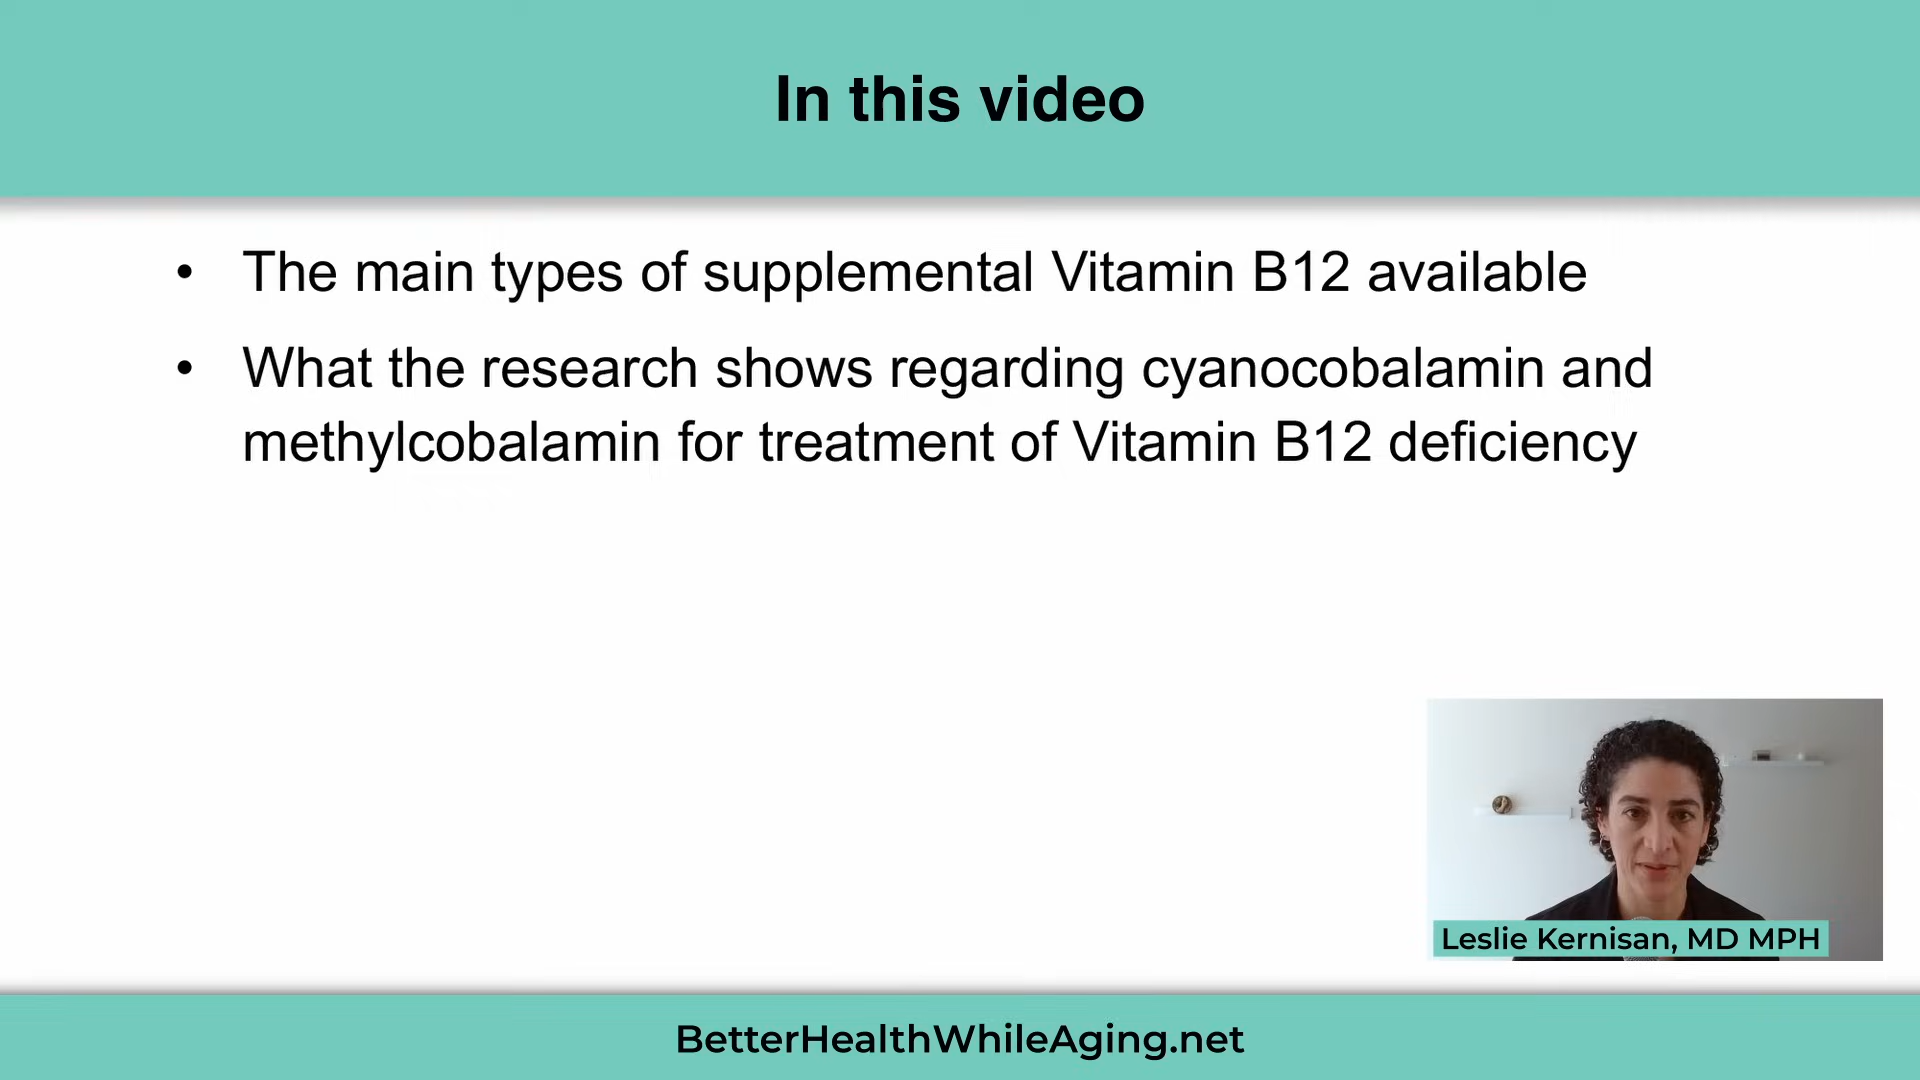 In this video
• The main types of supplemental Vitamin B12 available
• What the research shows regarding cyanocobalamin and
methylcobalamin for treatment of Vitamin B12 deficiency
Leslie Kernisan, MD MPH
BetterHealthWhileAging.net